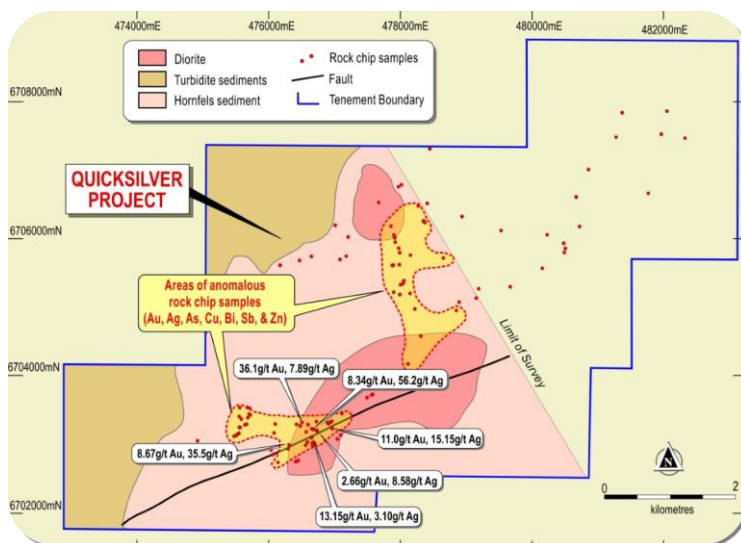 474000mE
476000mE
478000mE
480000mE
482000mE
Diorite
Turbidite sediments
Hornfels sediment
Rock chip samples
Fault
Tenement Boundary
6708000mN
QUICKSILVER
PROJECT
6706000mN
Areas of anomalous
rock chip samples
(Au, Ag, As, Cu, Bi, Sb, & Zn)
Limit of Survey
6704000mN
36.1g/t Au, 7.89g/t Ag
8.34g/t Au, 56.2g/t Ag
8.67g/t Au, 35.5g/t Ag
11.0g/t Au, 15.15g/t Ag
2.66g/t Au, 8.58g/t Ag
13.15g/t Au, 3.10g/t Ag
6702000mN
N
0
2
kilometres